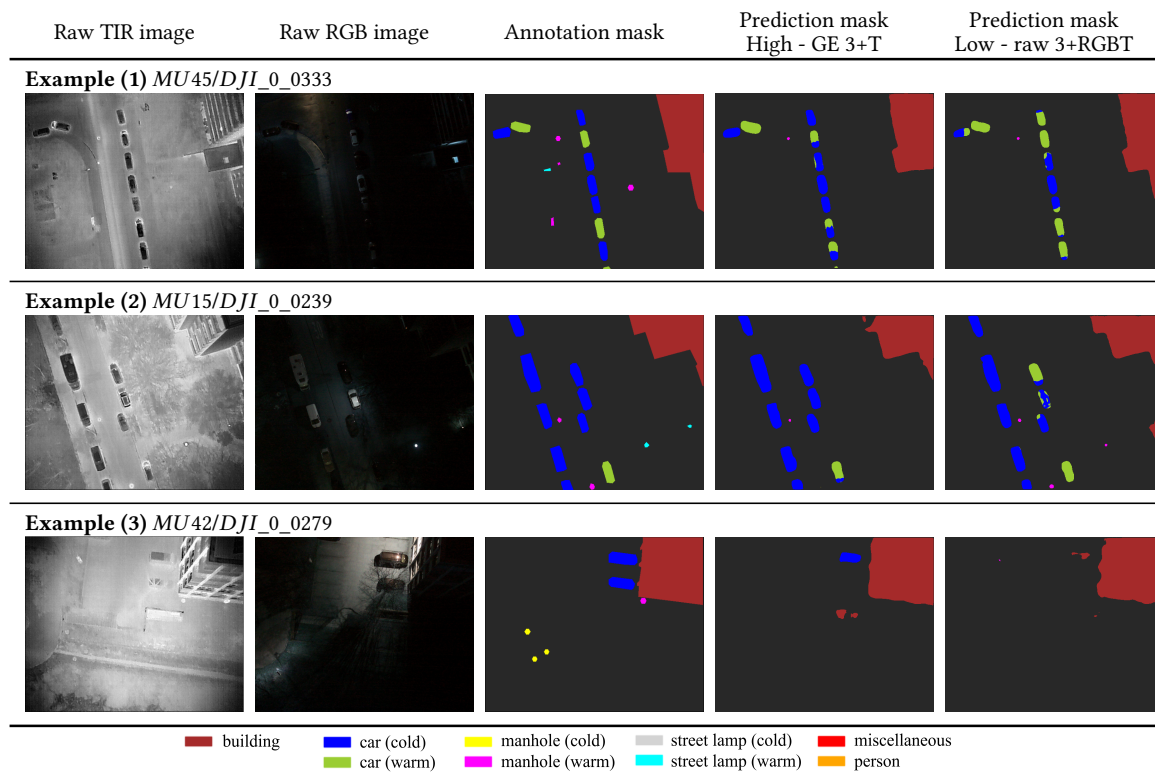 Raw TIR image Raw RGB image Annotation mask Prediction mask High - GE 3+T Prediction mask Low - raw 3+RGBT
Example (1) MU45/DJI_0_0333
Example (2) MU15/DJI_0_0239
Example (3) MU42/DJI_0_0279
building car (cold) manhole (cold) street lamp (cold) miscellaneous
car (warm) manhole (warm) street lamp (warm) person